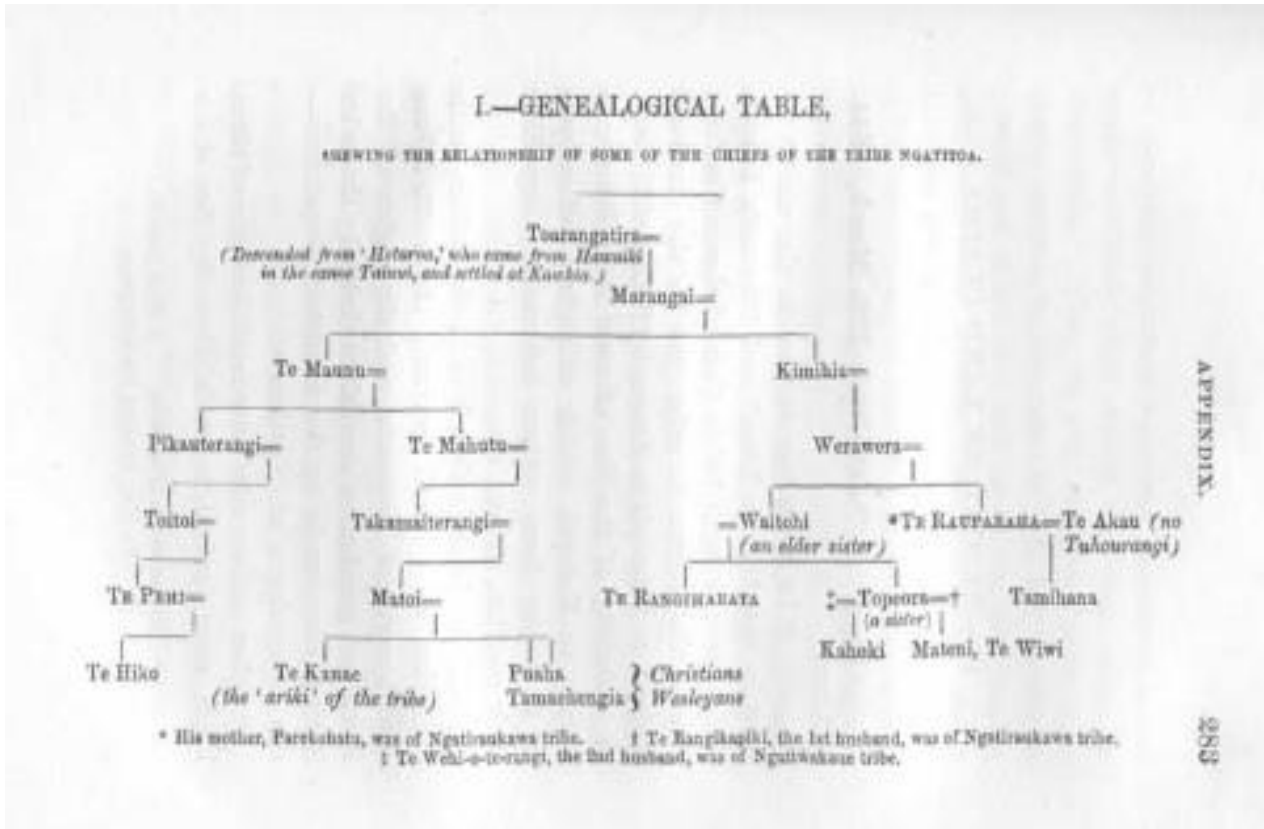 I.—GENEALOGICAL TABLE,
SHEWING THE RELATIONSHIP OF SOME OF THE CHIEFS OF THE TRIBE NGATITOA.
Tourangatira=
(Descended from 'Hoturoa,' who came from Hawaiki
in the canoe Tainui, and settled at Kawhia.)
Marangai=
Te Maunu= Kimihia=
Pikauterangi= Te Mahutu= Werawera=
Toitoi= Takamaiterangi= =Waitohi *TE RAUPARAHA=Te Akau (no
(an elder sister) Tuhourangi)
TE PEHI= Matoi= TE RANGIHAEATA ‡=Topeora=† Tamihana
(a sister)
Kahoki Mateni, Te Wiwi
Te Hiko Te Kanae Puaha } Christians
(the 'ariki' of the tribe) Tamaehengia } Wesleyans
* His mother, Parekohatu, was of Ngatiraukawa tribe. † Te Rangikapiki, the 1st husband, was of Ngatiraukawa tribe.
‡ Te Wehi-o-te-rangi, the 2nd husband, was of tribe.
APPENDIX.
283